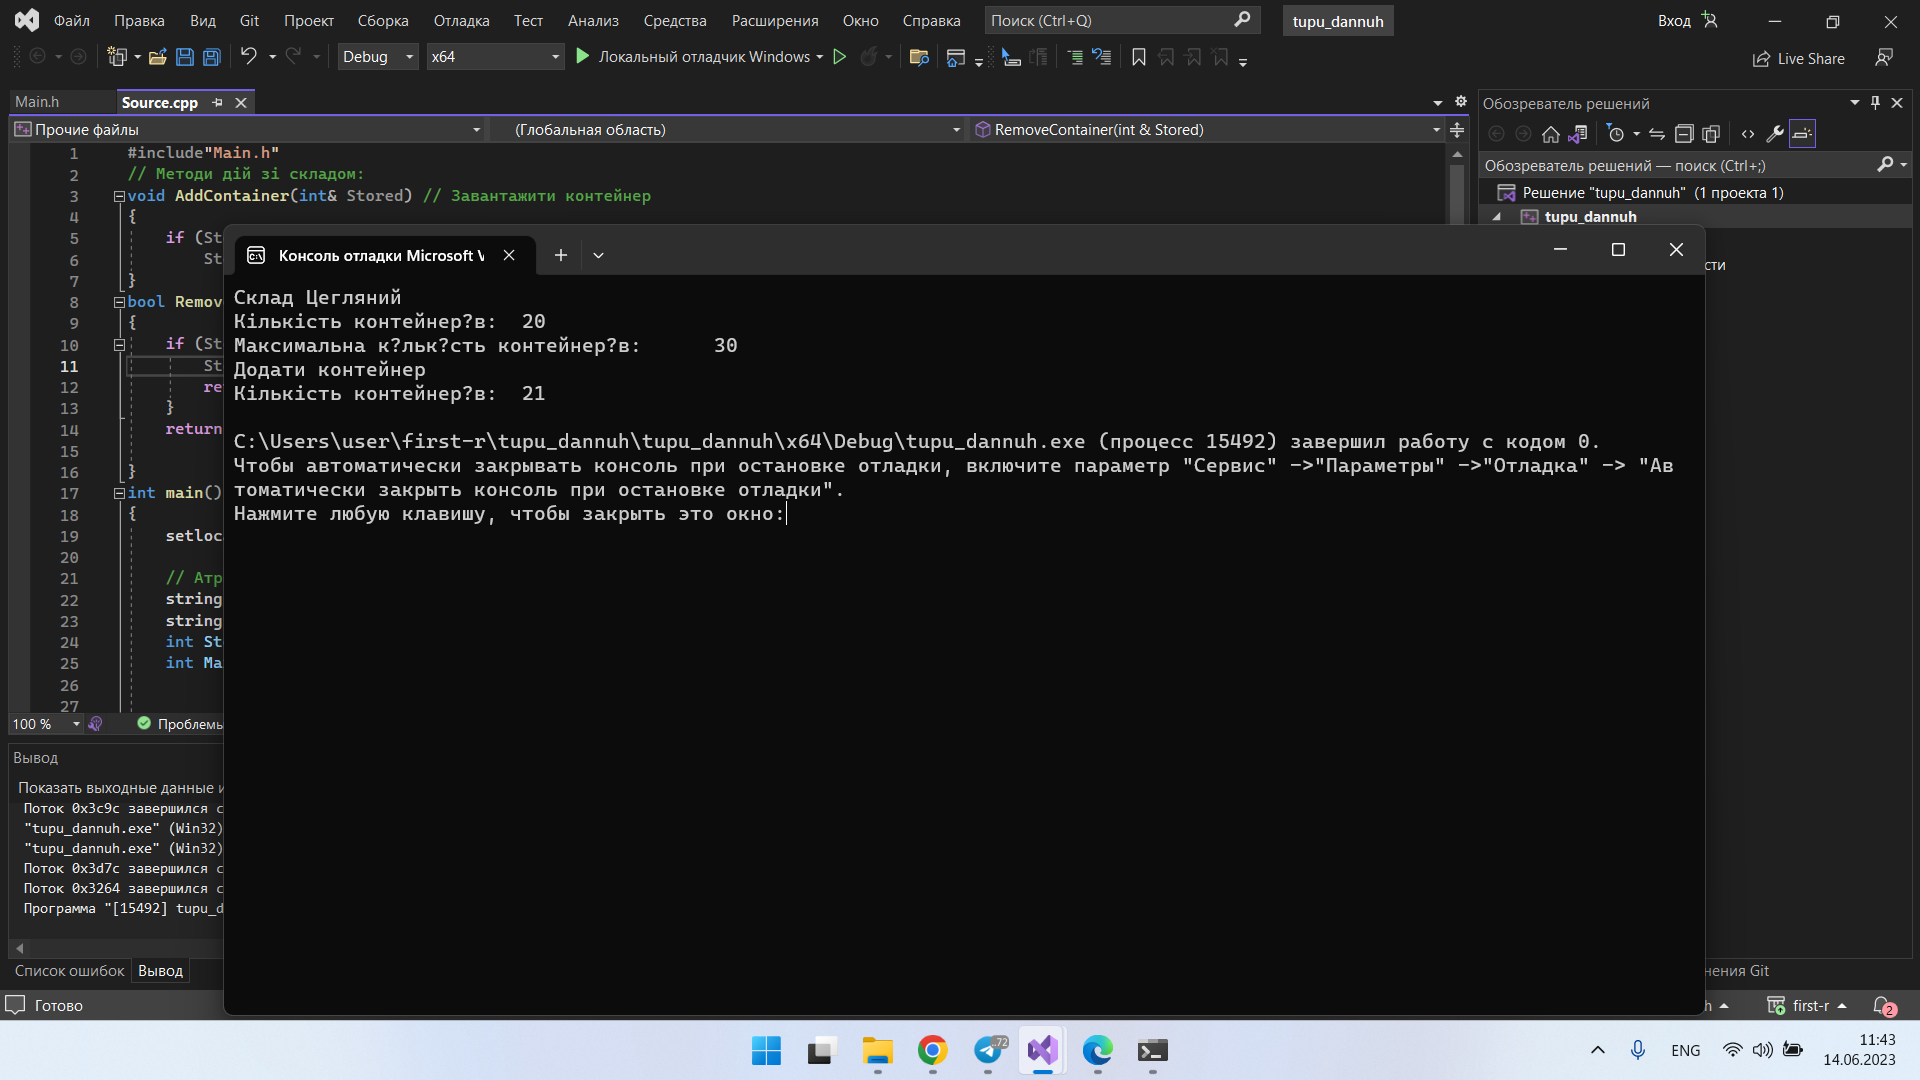 Файл Правка Вид Git Проект Сборка Отладка Тест Анализ Средства Расширения Окно Справка Поиск (Ctrl+Q) tupu_dannuh Вход
Debug x64 Локальный отладчик Windows Live Share
Main.h Source.cpp
Прочие файлы (Глобальная область) RemoveContainer(int & Stored)
1 #include"Main.h"
2 // Методи дій зі складом:
3 void AddContainer(int& Stored) // Завантажити контейнер
4 {
5 if (St
6 St
7 }
8 bool Remov
9 {
10 if (St
11 St
12 re
13 }
14 return
15
16 }
17 int main()
18 {
19 setloc
20
21 // Атр
22 string
23 string
24 int St
25 int Ma
26
27
100 % Проблемы
Вывод
Показать выходные данные и
Поток 0x3c9c завершился с
"tupu_dannuh.exe" (Win32)
"tupu_dannuh.exe" (Win32)
Поток 0x3d7c завершился с
Поток 0x3264 завершился с
Программа "[15492] tupu_d
Список ошибок Вывод
Готово
Консоль отладки Microsoft V
Склад Цегляний
Кількість контейнер?в: 20
Максимальна к?льк?сть контейнер?в: 30
Додати контейнер
Кількість контейнер?в: 21
C:\Users\user\first-r\tupu_dannuh\tupu_dannuh\x64\Debug\tupu_dannuh.exe (процесс 15492) завершил работу с кодом 0.
Чтобы автоматически закрывать консоль при остановке отладки, включите параметр "Сервис" ->"Параметры" ->"Отладка" -> "Ав
томатически закрыть консоль при остановке отладки".
Нажмите любую клавишу, чтобы закрыть это окно:
Обозреватель решений
Обозреватель решений — поиск (Ctrl+;)
Решение "tupu_dannuh" (1 проекта 1)
tupu_dannuh
сти
нения Git
h first-r 2
72
ENG
11:43
14.06.2023